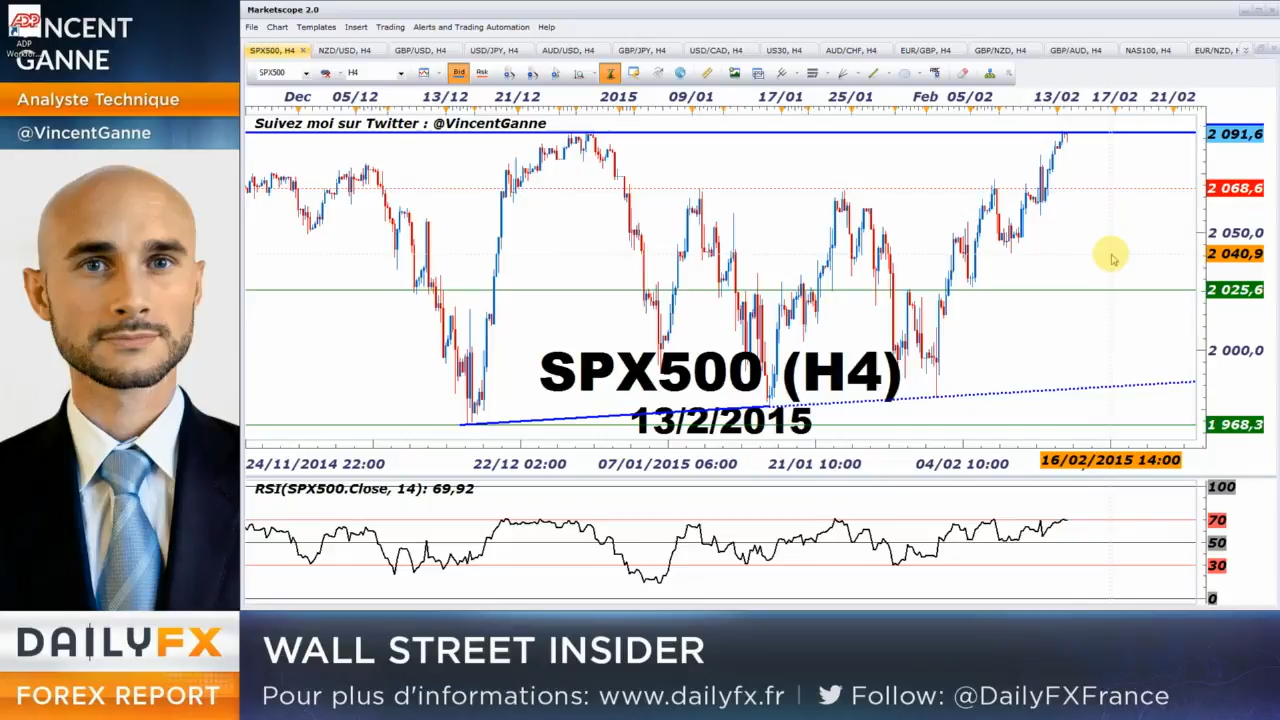 ADP
INCENT
GANNE
Analyste Technique
@VincentGanne
Marketscope 2.0
File Chart Templates Insert Trading Alerts and Trading Automation Help
SPX500, H4 NZD/USD, H4 GBP/USD, H4 USD/JPY, H4 AUD/USD, H4 GBP/JPY, H4 USD/CAD, H4 US30, H4 AUD/CHF, H4 EUR/GBP, H4 GBP/NZD, H4 GBP/AUD, H4 NAS100, H4 EUR/NZD,
SPX500 H4 Bid Ask
Dec 05/12 13/12 21/12 2015 09/01 17/01 25/01 Feb 05/02 13/02 17/02 21/02
Suivez moi sur Twitter : @VincentGanne
2 091,6
2 068,6
2 050,0
2 040,9
2 025,6
2 000,0
1 968,3
SPX500 (H4)
13/2/2015
24/11/2014 22:00 22/12 02:00 07/01/2015 06:00 21/01 10:00 04/02 10:00 16/02/2015 14:00
RSI(SPX500.Close, 14): 69,92
100
70
50
30
0
DAILYFX
FOREX REPORT
WALL STREET INSIDER
Pour plus d'informations: www.dailyfx.fr | Follow: @DailyFXFrance